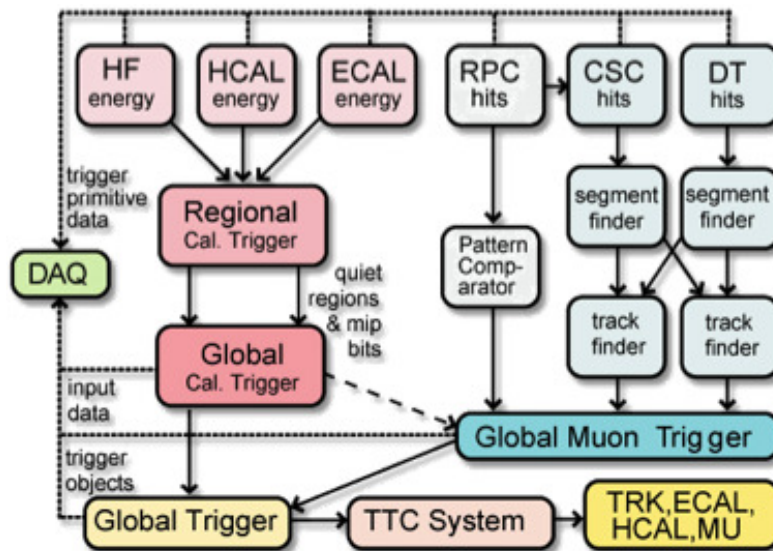 HF
energy
HCAL
energy
ECAL
energy
RPC
hits
CSC
hits
DT
hits
trigger
primitive
data
Regional
Cal. Trigger
segment
finder
segment
finder
DAQ
quiet
regions
& mip
bits
Pattern
Comp-
arator
Global
Cal. Trigger
track
finder
track
finder
input
data
Global Muon Trigger
trigger
objects
Global Trigger
TTC System
TRK,ECAL,
HCAL,MU